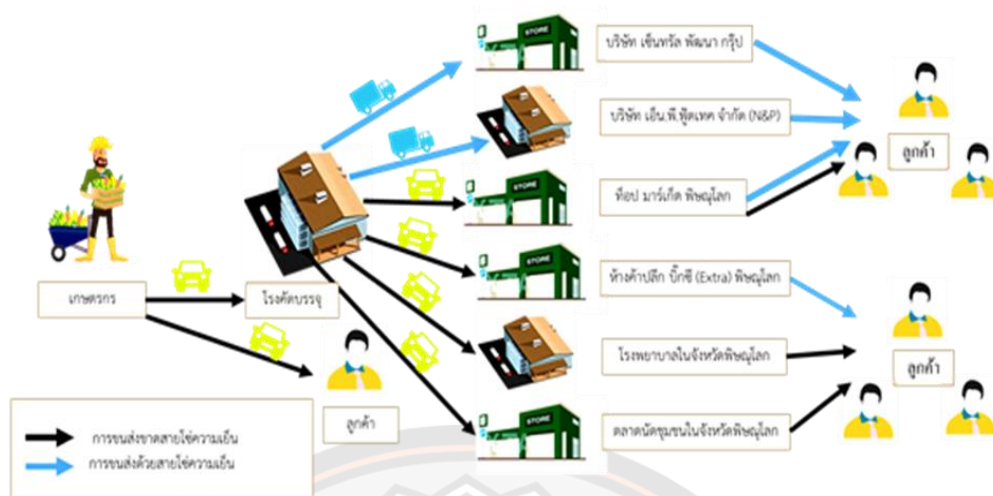 STORE
บริษัท เซ็นทรัล พัฒนา กรุ๊ป
บริษัท เอ็น.พี.ฟู้ดเทค จำกัด (N&P)
STORE
ท็อป มาร์เก็ต พิษณุโลก
ลูกค้า
STORE
ห้างค้าปลีก บิ๊กซี (Extra) พิษณุโลก
เกษตรกร
โรงคัดบรรจุ
โรงพยาบาลในจังหวัดพิษณุโลก
ลูกค้า
STORE
ตลาดนัดชุมชนในจังหวัดพิษณุโลก
ลูกค้า
การขนส่งขาดสายโซ่ความเย็น
การขนส่งด้วยสายโซ่ความเย็น